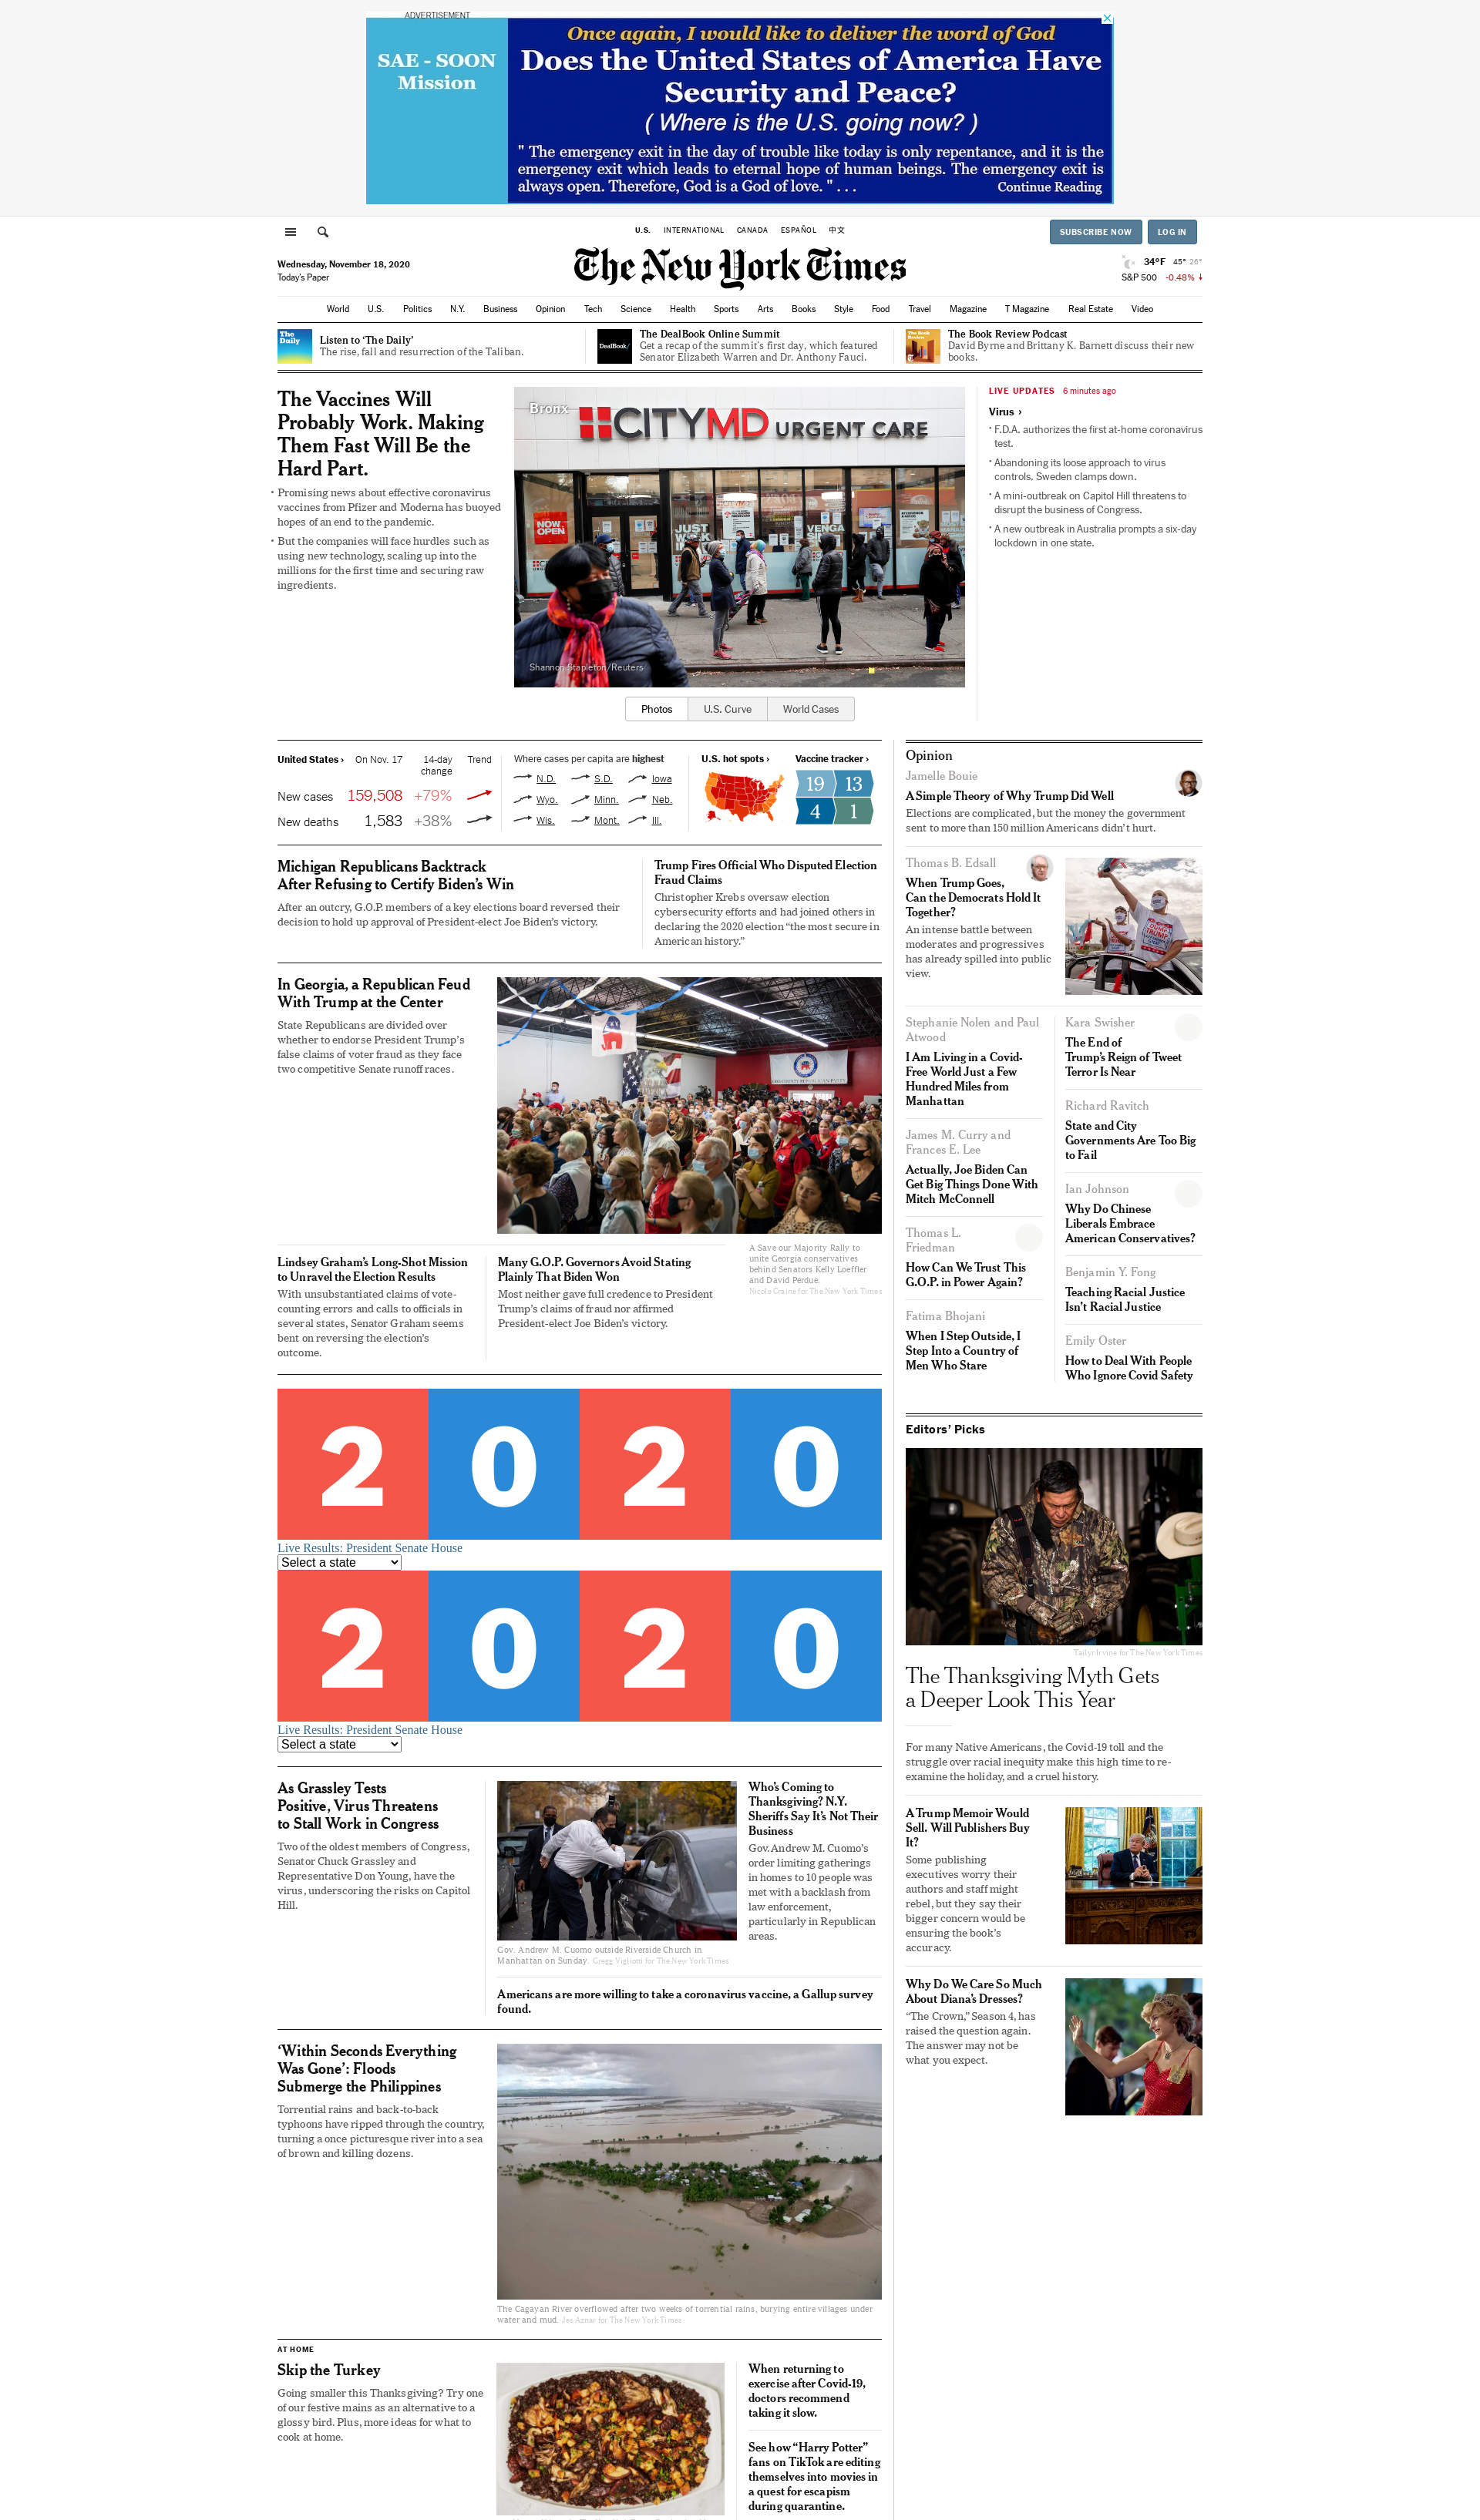 ADVERTISEMENT
SAE - SOON
Mission
Once again, I would like to deliver the word of God
Does the United States of America Have
Security and Peace?
( Where is the U.S. going now? )
" The emergency exit in the day of trouble like today is only repentance, and it is the
emergency exit which leads to eternal hope of human beings. The emergency exit is
always open. Therefore, God is a God of love. " . . .
Continue Reading
U.S. INTERNATIONAL CANADA ESPAÑOL 中文
SUBSCRIBE NOW
LOG IN
Wednesday, November 18, 2020
Today's Paper
The New York Times
34°F 45° 26°
S&P 500 -0.48%
World U.S. Politics N.Y. Business Opinion Tech Science Health Sports Arts Books Style Food Travel Magazine T Magazine Real Estate Video
The
Daily
Listen to ‘The Daily’
The rise, fall and resurrection of the Taliban.
DealBook/
The DealBook Online Summit
Get a recap of the summit's first day, which featured
Senator Elizabeth Warren and Dr. Anthony Fauci.
The Book
Review
The Book Review Podcast
David Byrne and Brittany K. Barnett discuss their new
books.
The Vaccines Will
Probably Work. Making
Them Fast Will Be the
Hard Part.
• Promising news about effective coronavirus
vaccines from Pfizer and Moderna has buoyed
hopes of an end to the pandemic.
• But the companies will face hurdles such as
using new technology, scaling up into the
millions for the first time and securing raw
ingredients.
Bronx
CITYMD URGENT CARE
NOW
OPEN
JUST
WALK
IN
VENGA
Shannon Stapleton/Reuters
Photos
U.S. Curve
World Cases
LIVE UPDATES 6 minutes ago
Virus ›
• F.D.A. authorizes the first at-home coronavirus
test.
• Abandoning its loose approach to virus
controls, Sweden clamps down.
• A mini-outbreak on Capitol Hill threatens to
disrupt the business of Congress.
• A new outbreak in Australia prompts a six-day
lockdown in one state.
United States › On Nov. 17 14-day Trend
change
New cases 159,508 +79%
New deaths 1,583 +38%
Where cases per capita are highest
N.D. S.D. Iowa
Wyo. Minn. Neb.
Wis. Mont. Ill.
U.S. hot spots ›
Vaccine tracker ›
19 13
4 1
Michigan Republicans Backtrack
After Refusing to Certify Biden’s Win
After an outcry, G.O.P. members of a key elections board reversed their
decision to hold up approval of President-elect Joe Biden’s victory.
Trump Fires Official Who Disputed Election
Fraud Claims
Christopher Krebs oversaw election
cybersecurity efforts and had joined others in
declaring the 2020 election “the most secure in
American history.”
In Georgia, a Republican Feud
With Trump at the Center
State Republicans are divided over
whether to endorse President Trump's
false claims of voter fraud as they face
two competitive Senate runoff races.
A Save our Majority Rally to
unite Georgia conservatives
behind Senators Kelly Loeffler
and David Perdue.
Nicole Craine for The New York Times
Lindsey Graham’s Long-Shot Mission
to Unravel the Election Results
With unsubstantiated claims of vote-
counting errors and calls to officials in
several states, Senator Graham seems
bent on reversing the election’s
outcome.
Many G.O.P. Governors Avoid Stating
Plainly That Biden Won
Most neither gave full credence to President
Trump’s claims of fraud nor affirmed
President-elect Joe Biden’s victory.
2 0 2 0
Live Results: President Senate House
Select a state
2 0 2 0
Live Results: President Senate House
Select a state
As Grassley Tests
Positive, Virus Threatens
to Stall Work in Congress
Two of the oldest members of Congress,
Senator Chuck Grassley and
Representative Don Young, have the
virus, underscoring the risks on Capitol
Hill.
Gov. Andrew M. Cuomo outside Riverside Church in
Manhattan on Sunday. Gregg Vigliotti for The New York Times
Who’s Coming to
Thanksgiving? N.Y.
Sheriffs Say It’s Not Their
Business
Gov. Andrew M. Cuomo’s
order limiting gatherings
in homes to 10 people was
met with a backlash from
law enforcement,
particularly in Republican
areas.
Americans are more willing to take a coronavirus vaccine, a Gallup survey
found.
‘Within Seconds Everything
Was Gone’: Floods
Submerge the Philippines
Torrential rains and back-to-back
typhoons have ripped through the country,
turning a once picturesque river into a sea
of brown and killing dozens.
The Cagayan River overflowed after two weeks of torrential rains, burying entire villages under
water and mud. Jes Aznar for The New York Times
AT HOME
Skip the Turkey
Going smaller this Thanksgiving? Try one
of our festive mains as an alternative to a
glossy bird. Plus, more ideas for what to
cook at home.
When returning to
exercise after Covid-19,
doctors recommend
taking it slow.
See how “Harry Potter”
fans on TikTok are editing
themselves into movies in
a quest for escapism
during quarantine.
Opinion
Jamelle Bouie
A Simple Theory of Why Trump Did Well
Elections are complicated, but the money the government
sent to more than 150 million Americans didn’t hurt.
Thomas B. Edsall
When Trump Goes,
Can the Democrats Hold It
Together?
An intense battle between
moderates and progressives
has already spilled into public
view.
Stephanie Nolen and Paul
Atwood
I Am Living in a Covid-
Free World Just a Few
Hundred Miles from
Manhattan
James M. Curry and
Frances E. Lee
Actually, Joe Biden Can
Get Big Things Done With
Mitch McConnell
Thomas L.
Friedman
How Can We Trust This
G.O.P. in Power Again?
Fatima Bhojani
When I Step Outside, I
Step Into a Country of
Men Who Stare
Kara Swisher
The End of
Trump’s Reign of Tweet
Terror Is Near
Richard Ravitch
State and City
Governments Are Too Big
to Fail
Ian Johnson
Why Do Chinese
Liberals Embrace
American Conservatives?
Benjamin Y. Fong
Teaching Racial Justice
Isn’t Racial Justice
Emily Oster
How to Deal With People
Who Ignore Covid Safety
Editors’ Picks
Tailyr Irvine for The New York Times
The Thanksgiving Myth Gets
a Deeper Look This Year
For many Native Americans, the Covid-19 toll and the
struggle over racial inequity make this high time to re-
examine the holiday, and a cruel history.
A Trump Memoir Would
Sell. Will Publishers Buy
It?
Some publishing
executives worry their
authors and staff might
rebel, but they say their
bigger concern would be
ensuring the book’s
accuracy.
Why Do We Care So Much
About Diana’s Dresses?
“The Crown,” Season 4, has
raised the question again.
The answer may not be
what you expect.